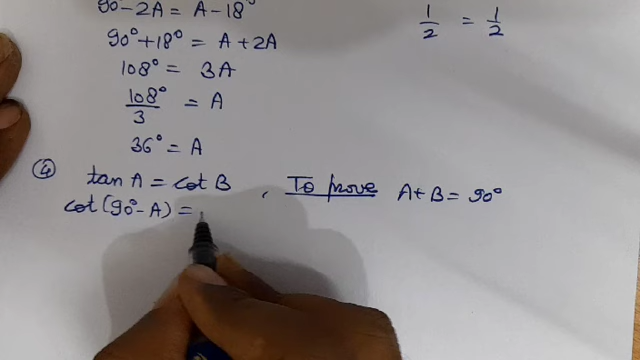 90°-2A = A-18°
90°+18° = A+2A
108° = 3A
108°/3 = A
36° = A
1/2 = 1/2
④ tan A = cot B , To prove A+B = 90°
cot(90°-A) =